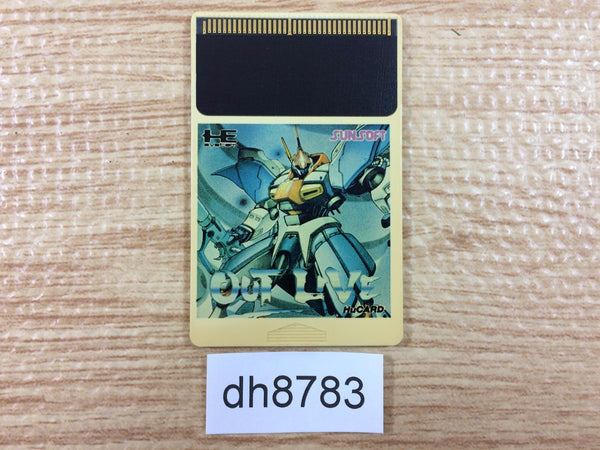 HE
SUNSOFT
OUT LIVE
HuCARD
dh8783